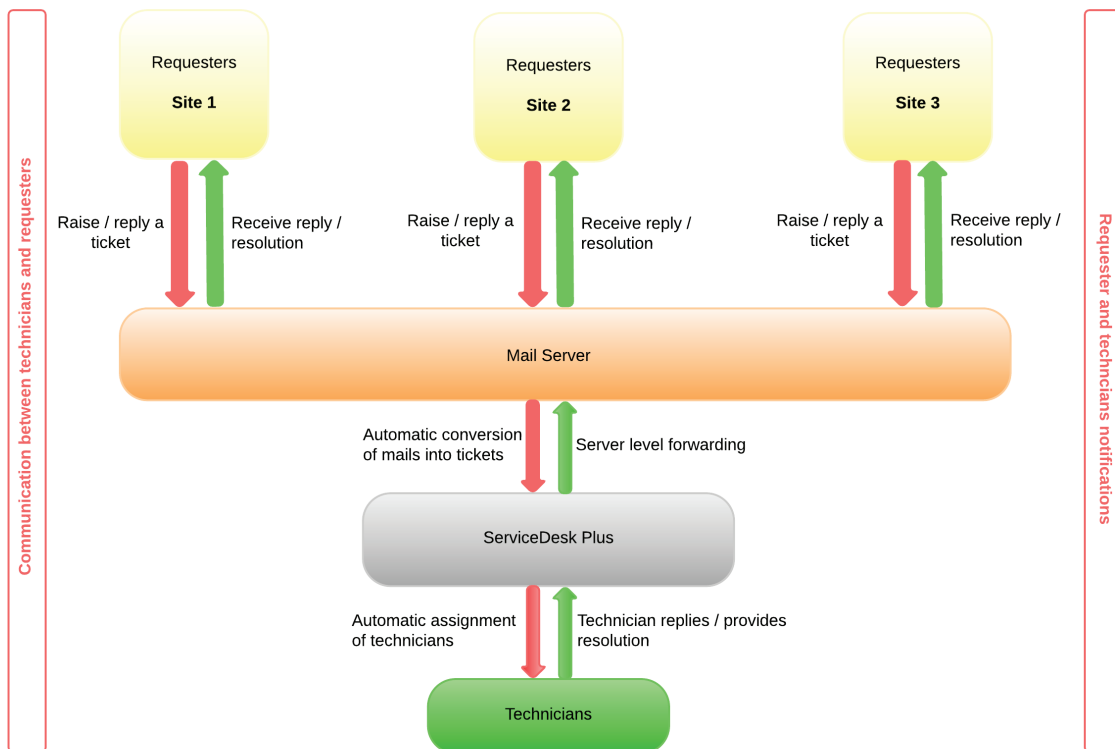 Communication between technicians and requesters
Requesters
Site 1
Requesters
Site 2
Requesters
Site 3
Raise / reply a
ticket
Receive reply /
resolution
Raise / reply a
ticket
Receive reply /
resolution
Raise / reply a
ticket
Receive reply /
resolution
Mail Server
Automatic conversion
of mails into tickets
Server level forwarding
ServiceDesk Plus
Automatic assignment
of technicians
Technician replies / provides
resolution
Technicians
Requester and techncians notifications